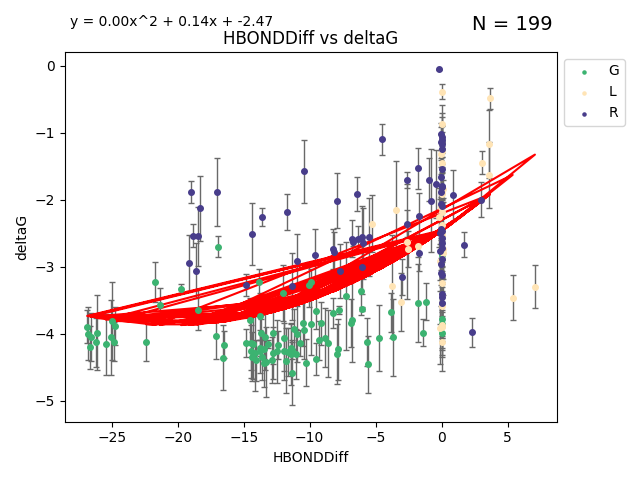 y = 0.00x^2 + 0.14x + -2.47
N = 199
HBONDDiff vs deltaG
G
L
R
deltaG
0
−1
−2
−3
−4
−5
−25 −20 −15 −10 −5 0 5
HBONDDiff